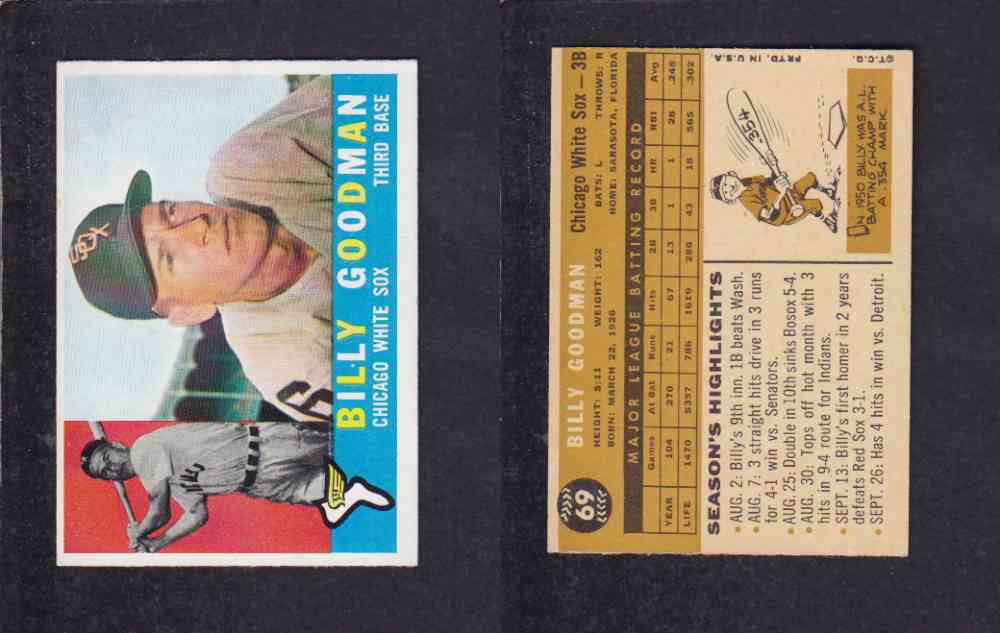 SOX
BILLY GOODMAN
CHICAGO WHITE SOX
THIRD BASE
69
BILLY GOODMAN
Chicago White Sox — 3B
HEIGHT: 5:11 WEIGHT: 162 BATS: L THROWS: R
BORN: MARCH 22, 1926 HOME: SARASOTA, FLORIDA
MAJOR LEAGUE BATTING RECORD
Games At Bat Runs Hits 2B 3B HR RBI Avg
YEAR 104 270 21 67 13 1 1 28 .248
LIFE 1470 5357 786 1619 286 43 18 565 .302
SEASON'S HIGHLIGHTS
• AUG. 2: Billy's 9th inn. 1B beats Wash.
• AUG. 7: 3 straight hits drive in 3 runs
for 4-1 win vs. Senators.
• AUG. 25: Double in 10th sinks Bosox 5-4.
• AUG. 30: Tops off hot month with 3
hits in 9-4 route for Indians.
• SEPT. 13: Billy's first homer in 2 years
defeats Red Sox 3-1.
• SEPT. 26: Has 4 hits in win vs. Detroit.
.354
IN 1950 BILLY WAS A.L.
BATTING CHAMP WITH
A .354 MARK.
©T.C.G. PRTD. IN U.S.A.